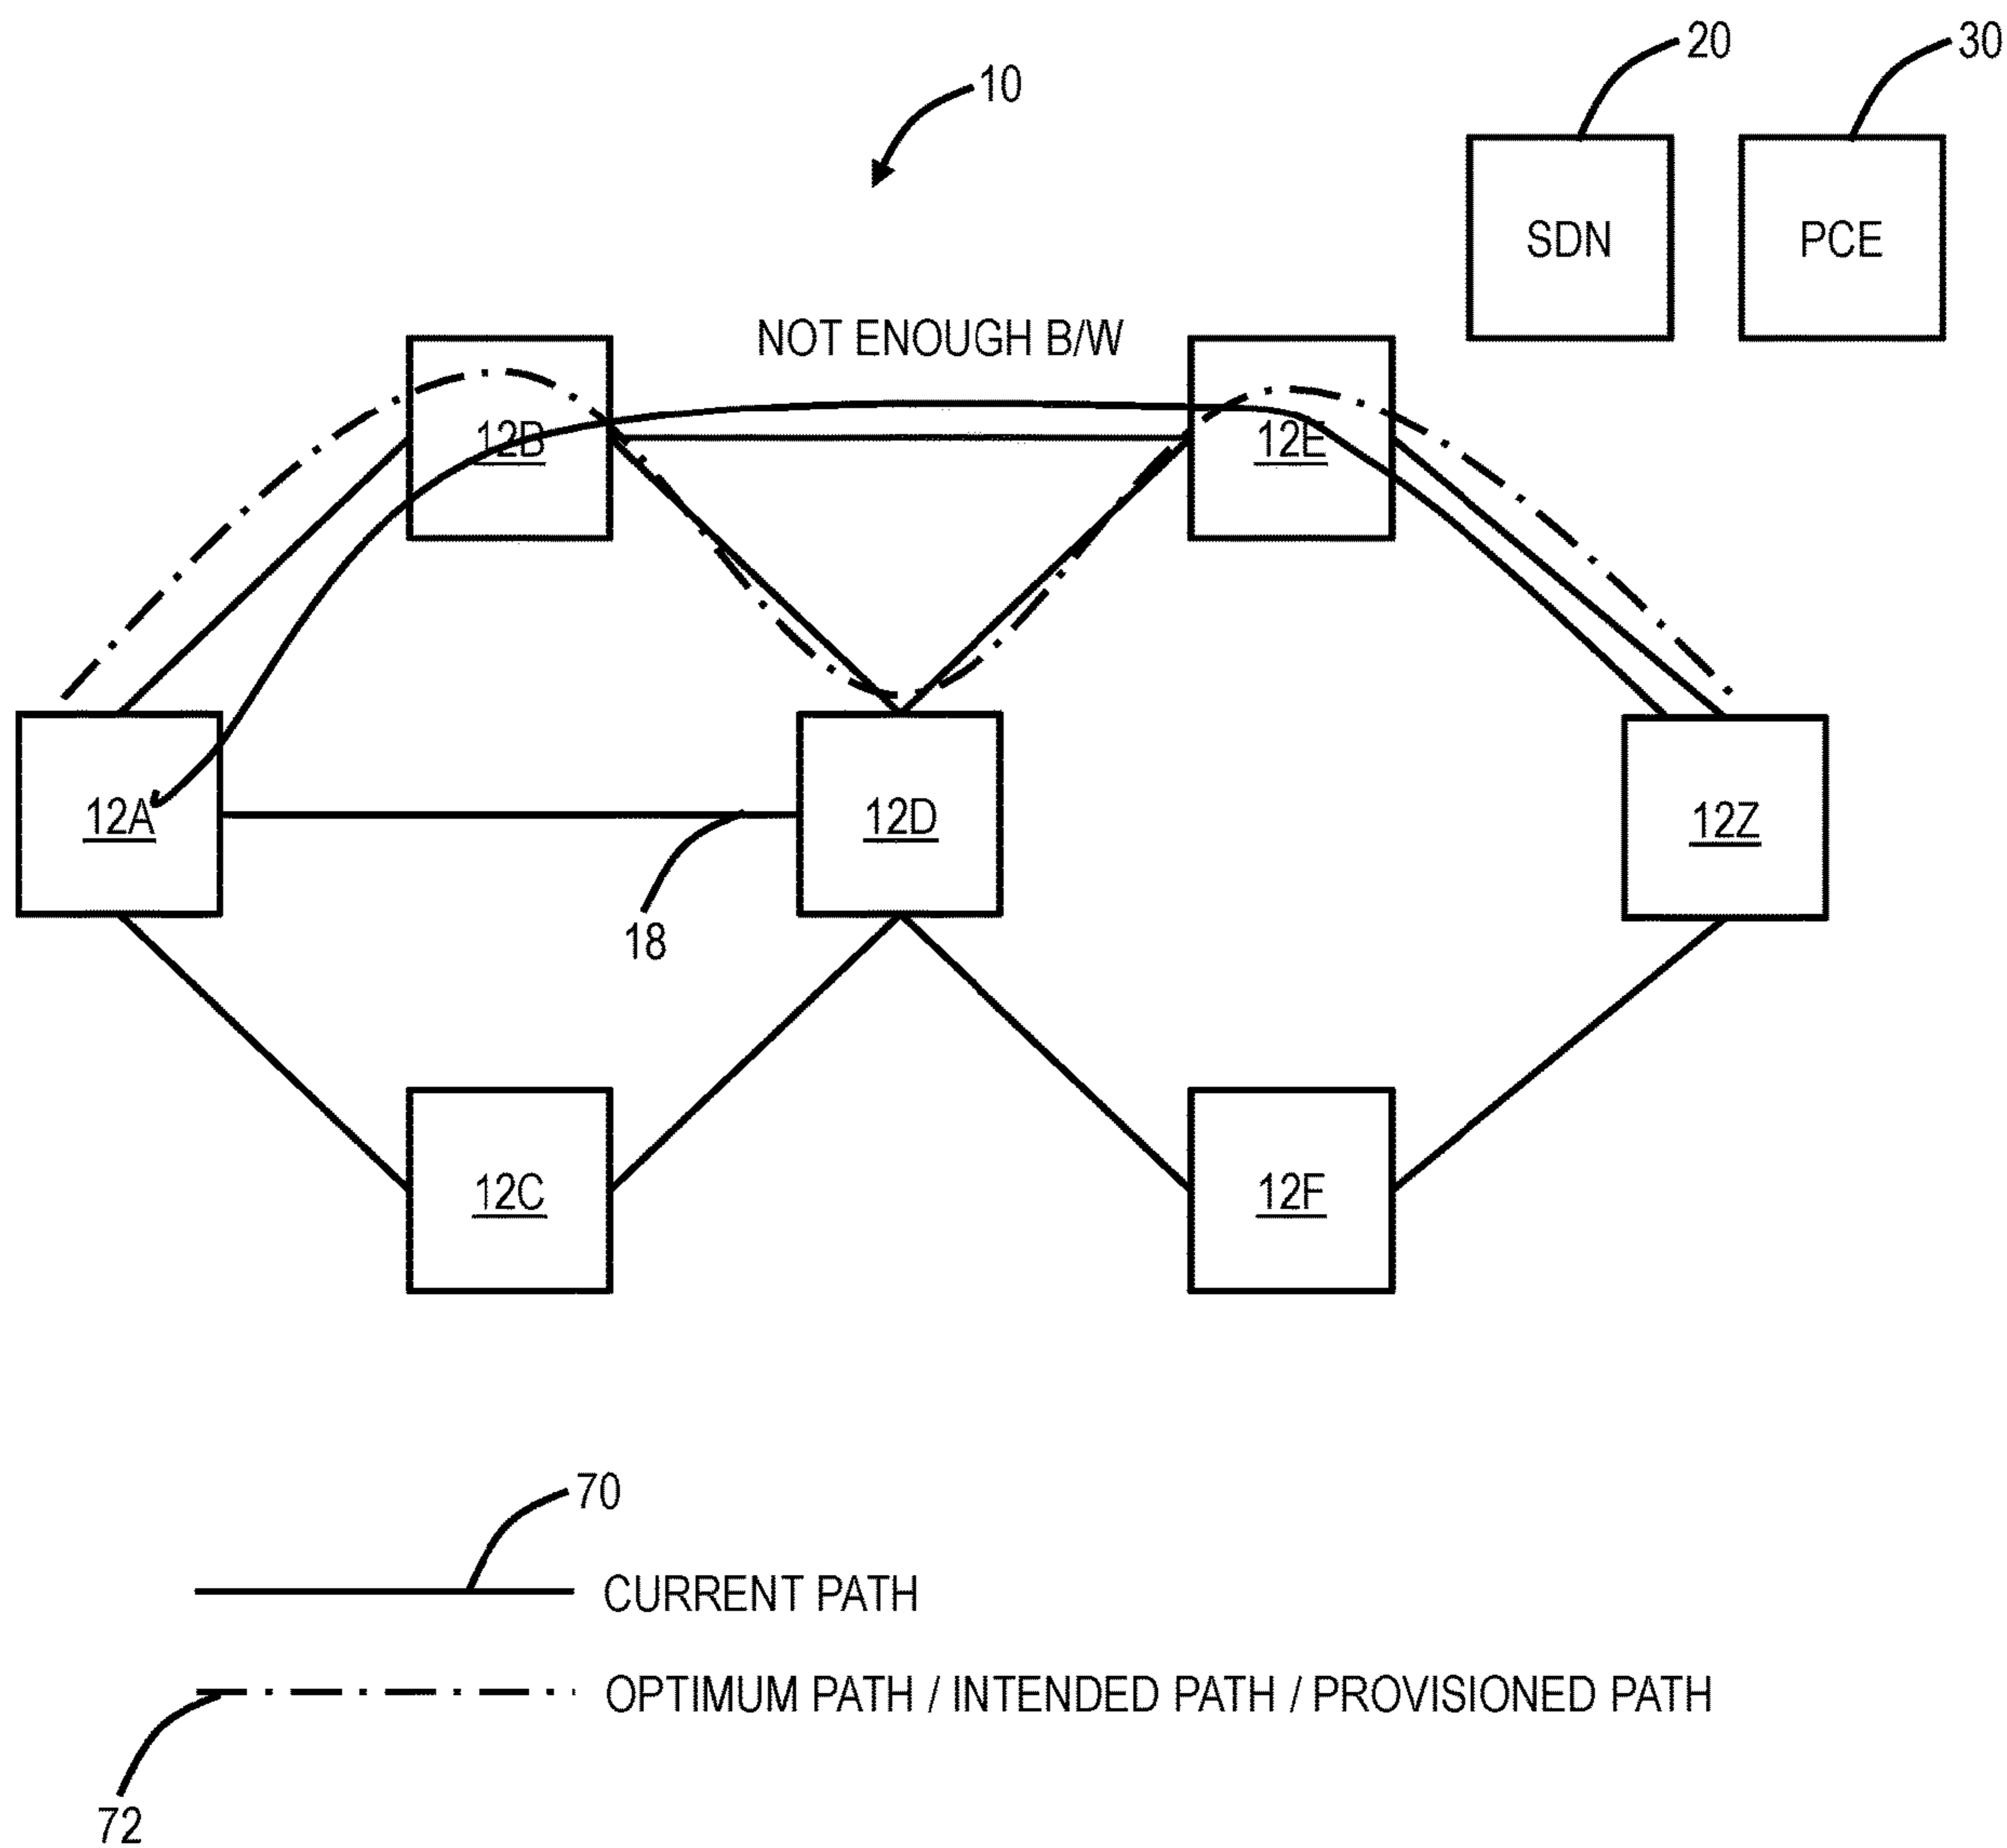 20
30
10
SDN
PCE
NOT ENOUGH B/W
12B
12E
12A
12D
12Z
18
12C
12F
70
CURRENT PATH
OPTIMUM PATH / INTENDED PATH / PROVISIONED PATH
72